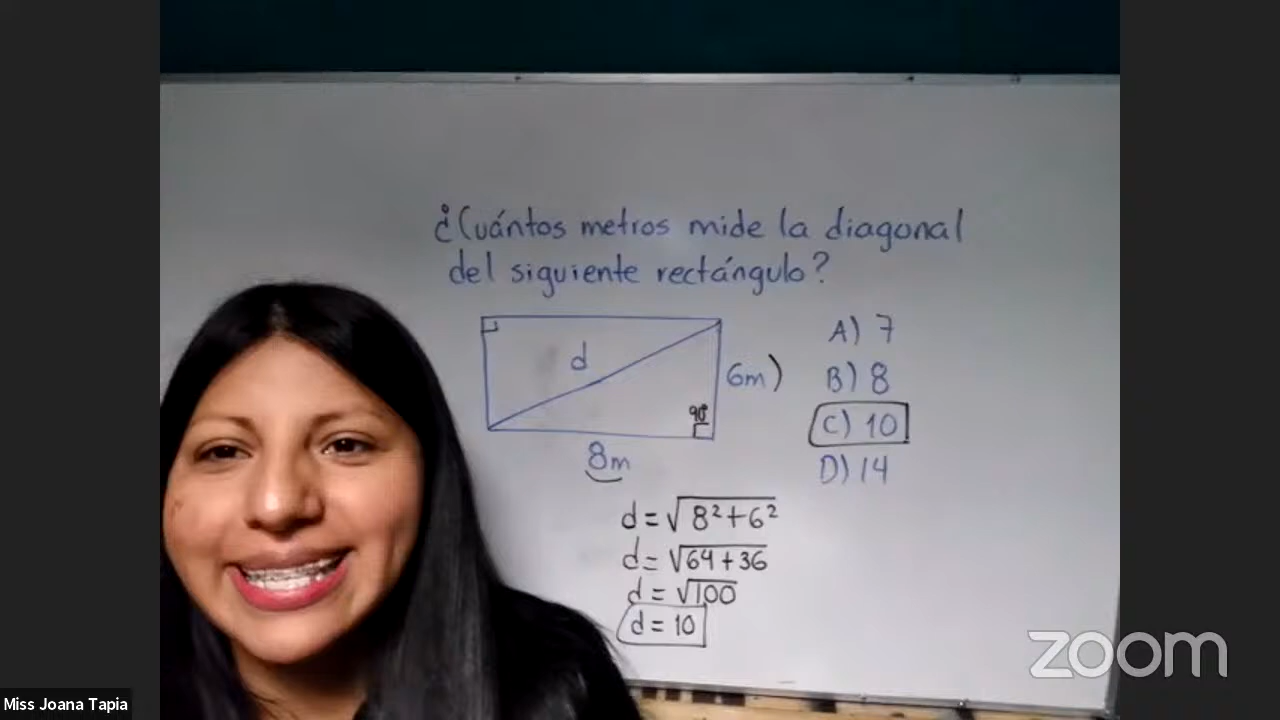 ¿Cuántos metros mide la diagonal
del siguiente rectángulo?
d
6m)
90°
8m
A) 7
B) 8
C) 10
D) 14
d = √8²+6²
d = √64+36
d = √100
d = 10
zoom
Miss Joana Tapia